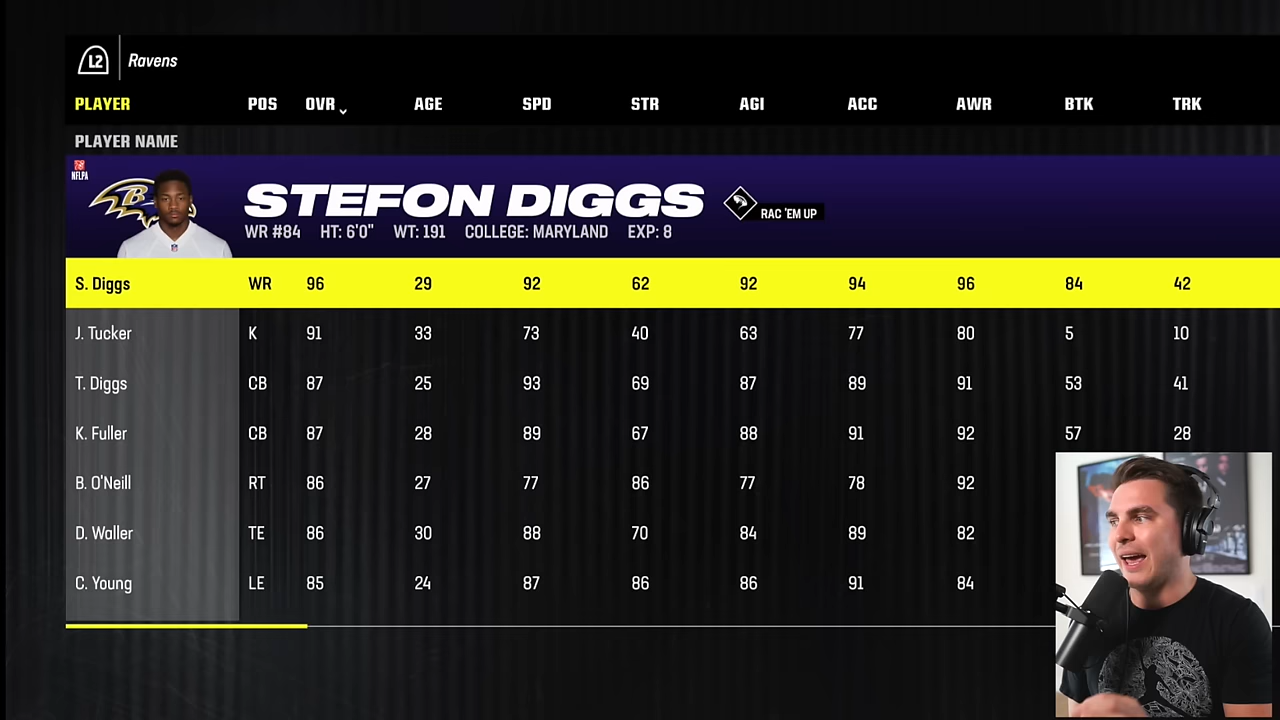 L2 Ravens
PLAYER POS OVR AGE SPD STR AGI ACC AWR BTK TRK
PLAYER NAME
NFLPA
STEFON DIGGS RAC 'EM UP
WR #84 HT: 6'0" WT: 191 COLLEGE: MARYLAND EXP: 8
S. Diggs WR 96 29 92 62 92 94 96 84 42
J. Tucker K 91 33 73 40 63 77 80 5 10
T. Diggs CB 87 25 93 69 87 89 91 53 41
K. Fuller CB 87 28 89 67 88 91 92 57 28
B. O'Neill RT 86 27 77 86 77 78 92
D. Waller TE 86 30 88 70 84 89 82
C. Young LE 85 24 87 86 86 91 84